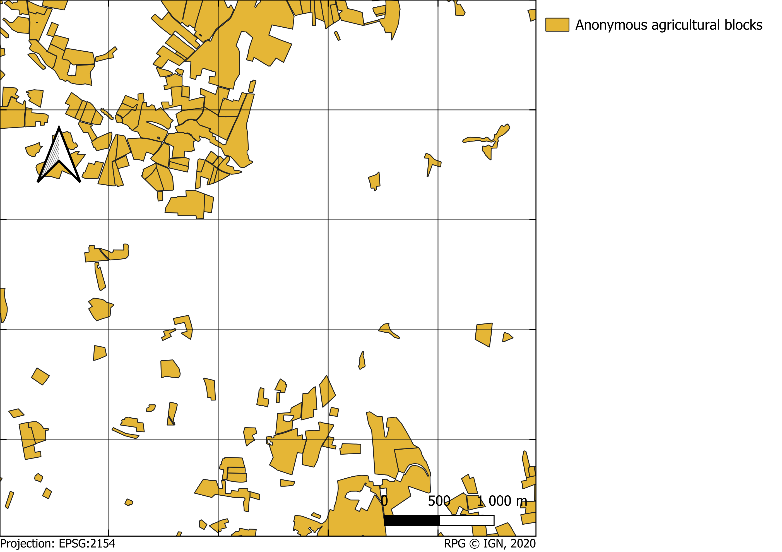 Anonymous agricultural blocks
0 500 1 000 m
Projection: EPSG:2154
RPG © IGN, 2020